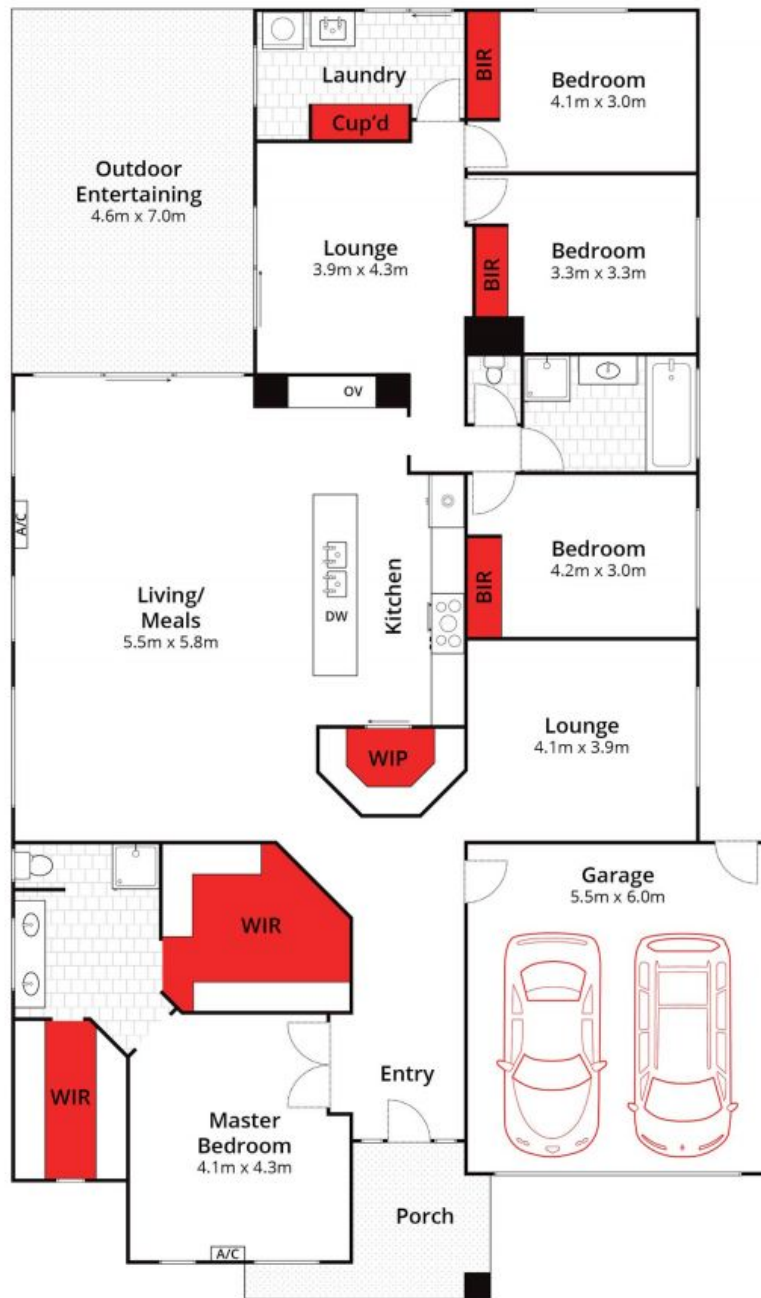 Laundry
Cup'd
BIR
Bedroom
4.1m x 3.0m
Outdoor
Entertaining
4.6m x 7.0m
Lounge
3.9m x 4.3m
BIR
Bedroom
3.3m x 3.3m
OV
A/C
Living/
Meals
5.5m x 5.8m
DW
Kitchen
BIR
Bedroom
4.2m x 3.0m
WIP
Lounge
4.1m x 3.9m
WIR
Garage
5.5m x 6.0m
WIR
Master
Bedroom
4.1m x 4.3m
Entry
A/C
Porch